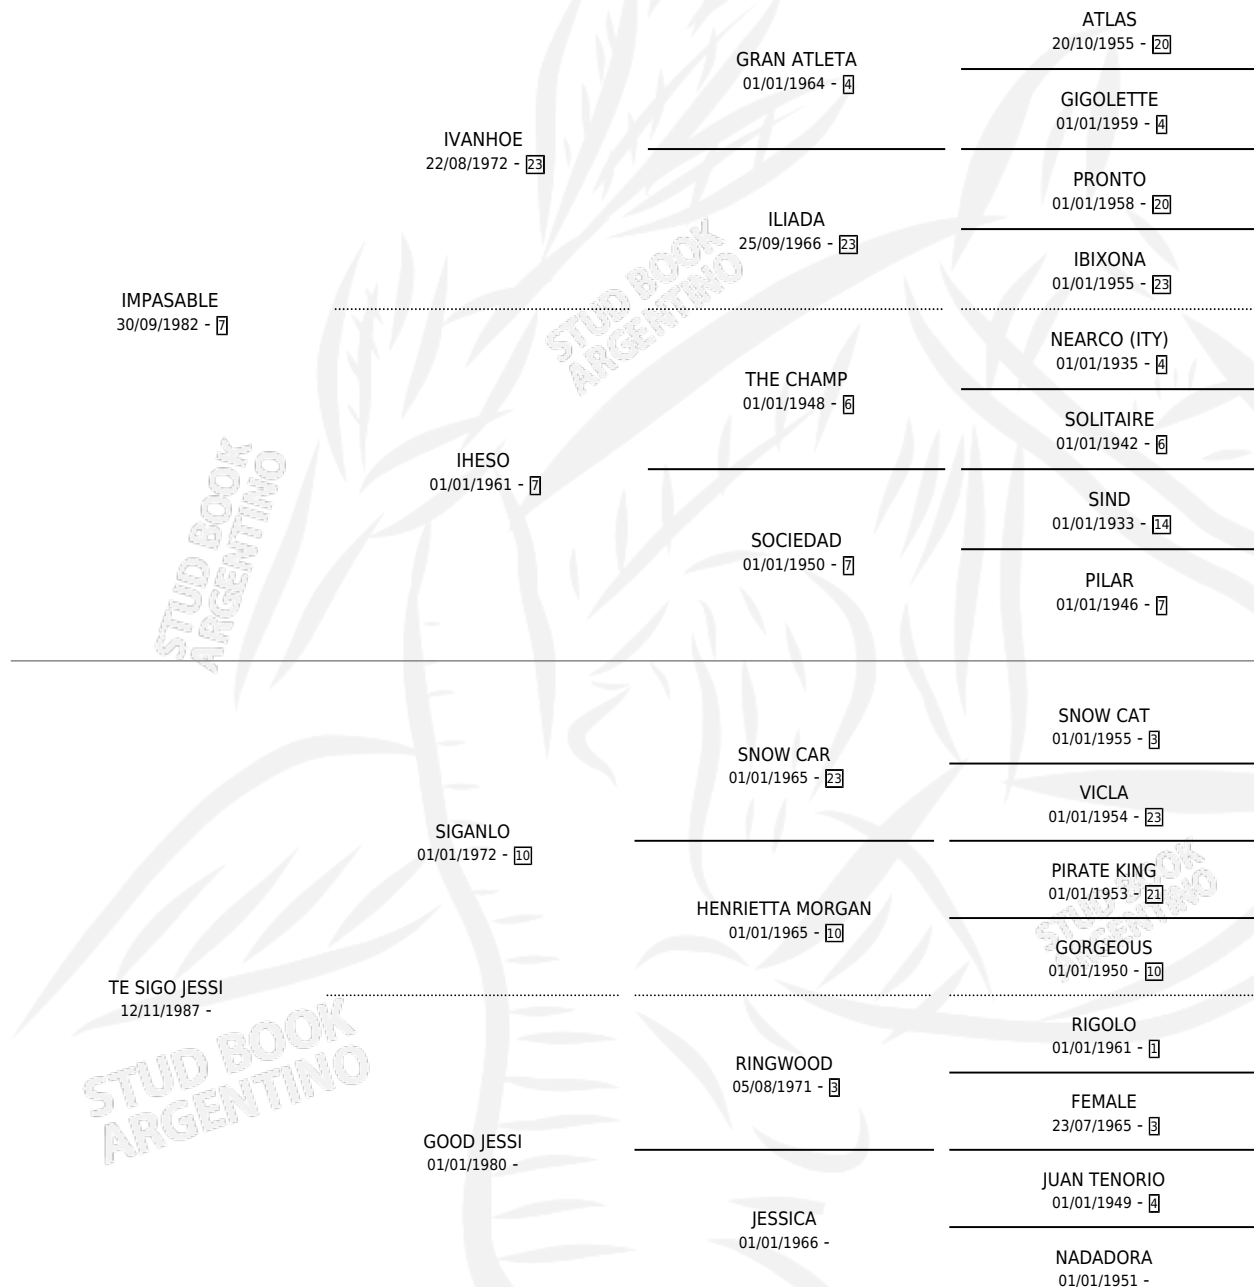 ATLAS
20/10/1955 - 20
GRAN ATLETA
01/01/1964 - 4
GIGOLETTE
01/01/1959 - 4
IVANHOE
22/08/1972 - 23
PRONTO
01/01/1958 - 20
ILIADA
25/09/1966 - 23
IBIXONA
01/01/1955 - 23
IMPASABLE
30/09/1982 - 7
NEARCO (ITY)
01/01/1935 - 4
THE CHAMP
01/01/1948 - 6
SOLITAIRE
01/01/1942 - 6
IHESO
01/01/1961 - 7
SIND
01/01/1933 - 14
SOCIEDAD
01/01/1950 - 7
PILAR
01/01/1946 - 7
STUD BOOK
ARGENTINO
STUD BOOK
ARGENTINO
SNOW CAT
01/01/1955 - 3
SNOW CAR
01/01/1965 - 23
VICLA
01/01/1954 - 23
SIGANLO
01/01/1972 - 10
PIRATE KING
01/01/1953 - 21
HENRIETTA MORGAN
01/01/1965 - 10
GORGEOUS
01/01/1950 - 10
STUD BOOK
ARGENTINO
TE SIGO JESSI
12/11/1987 -
RIGOLO
01/01/1961 - 1
RINGWOOD
05/08/1971 - 3
FEMALE
23/07/1965 - 3
STUD BOOK
ARGENTINO
GOOD JESSI
01/01/1980 -
JUAN TENORIO
01/01/1949 - 4
JESSICA
01/01/1966 -
NADADORA
01/01/1951 -